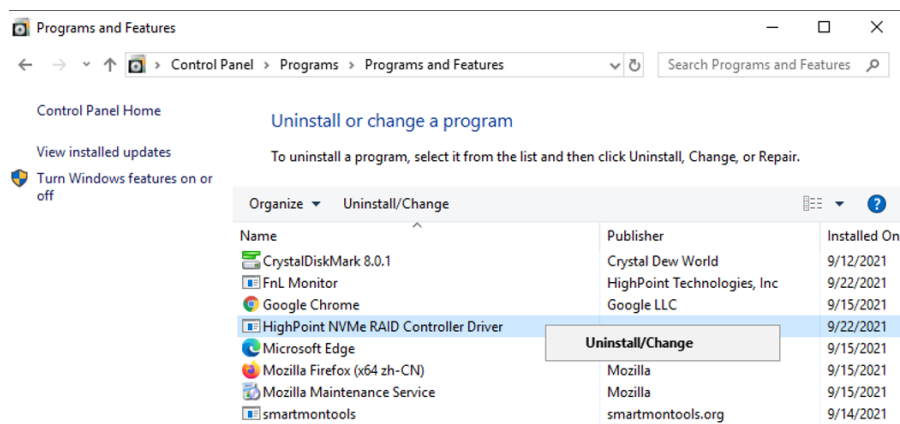 Programs and Features
Control Panel > Programs > Programs and Features
Search Programs and Features
Control Panel Home
View installed updates
Turn Windows features on or
off
Uninstall or change a program
To uninstall a program, select it from the list and then click Uninstall, Change, or Repair.
Organize Uninstall/Change
?
Name Publisher Installed On
CrystalDiskMark 8.0.1 Crystal Dew World 9/12/2021
FnL Monitor HighPoint Technologies, Inc 9/22/2021
Google Chrome Google LLC 9/15/2021
HighPoint NVMe RAID Controller Driver 9/22/2021
Uninstall/Change
Microsoft Edge 9/15/2021
Mozilla Firefox (x64 zh-CN) Mozilla 9/15/2021
Mozilla Maintenance Service Mozilla 9/15/2021
smartmontools smartmontools.org 9/14/2021